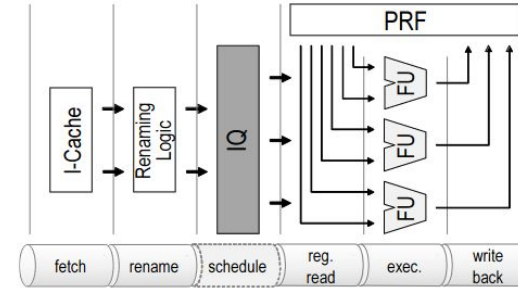 PRF
I-Cache
Renaming
Logic
IQ
FU
FU
FU
fetch
rename
schedule
reg.
read
exec.
write
back